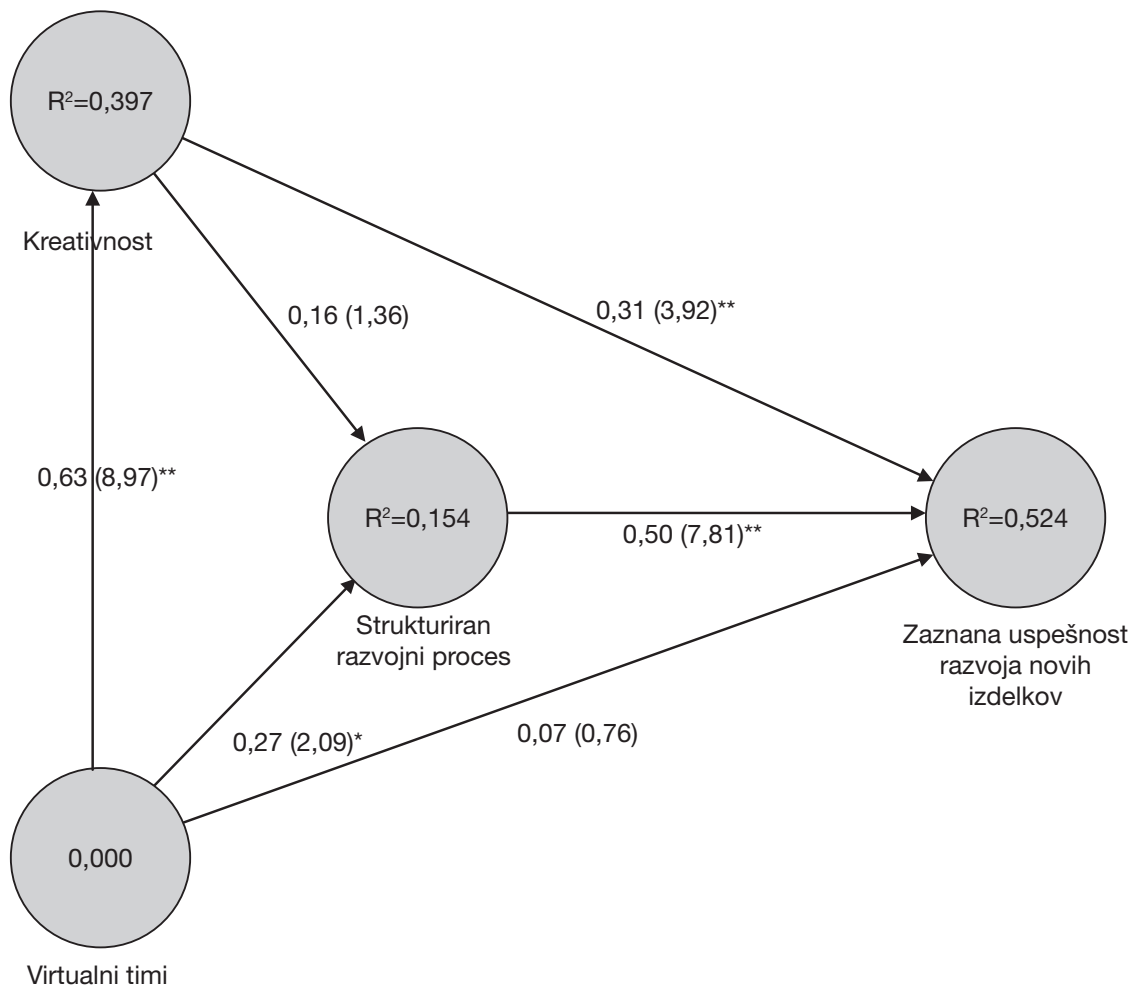 R²=0,397
Kreativnost
0,16 (1,36)
0,31 (3,92)**
0,63 (8,97)**
R²=0,154
R²=0,524
0,50 (7,81)**
Strukturiran
razvojni proces
Zaznana uspešnost
razvoja novih
izdelkov
0,27 (2,09)*
0,07 (0,76)
0,000
Virtualni timi